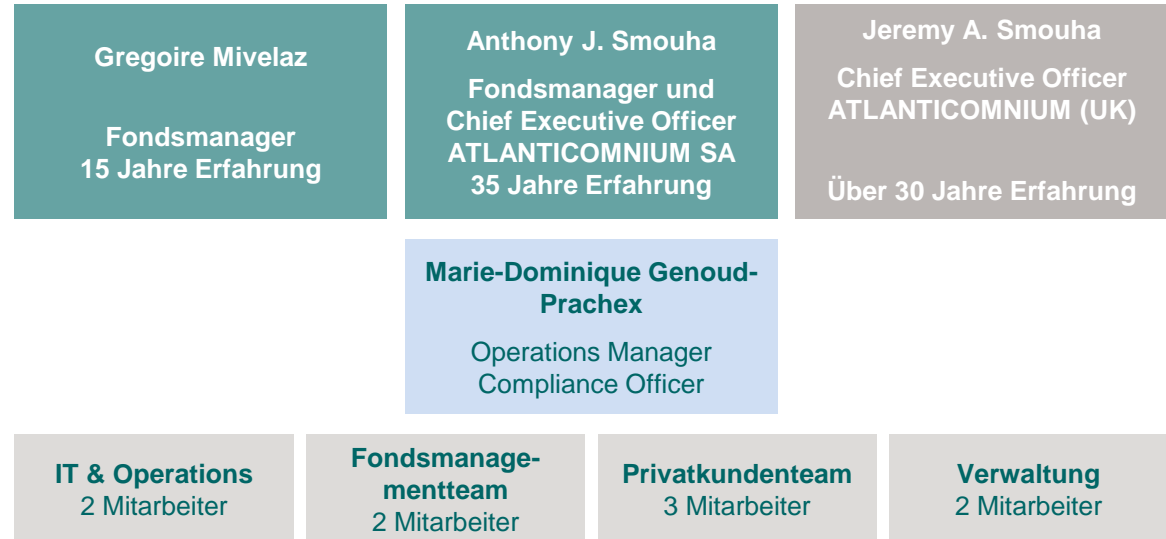 Gregoire Mivelaz
Fondsmanager
15 Jahre Erfahrung
Anthony J. Smouha
Fondsmanager und
Chief Executive Officer
ATLANTICOMNIUM SA
35 Jahre Erfahrung
Jeremy A. Smouha
Chief Executive Officer
ATLANTICOMNIUM (UK)
Über 30 Jahre Erfahrung
Marie-Dominique Genoud-
Prachex
Operations Manager
Compliance Officer
IT & Operations
2 Mitarbeiter
Fondsmanage-
mentteam
2 Mitarbeiter
Privatkundenteam
3 Mitarbeiter
Verwaltung
2 Mitarbeiter